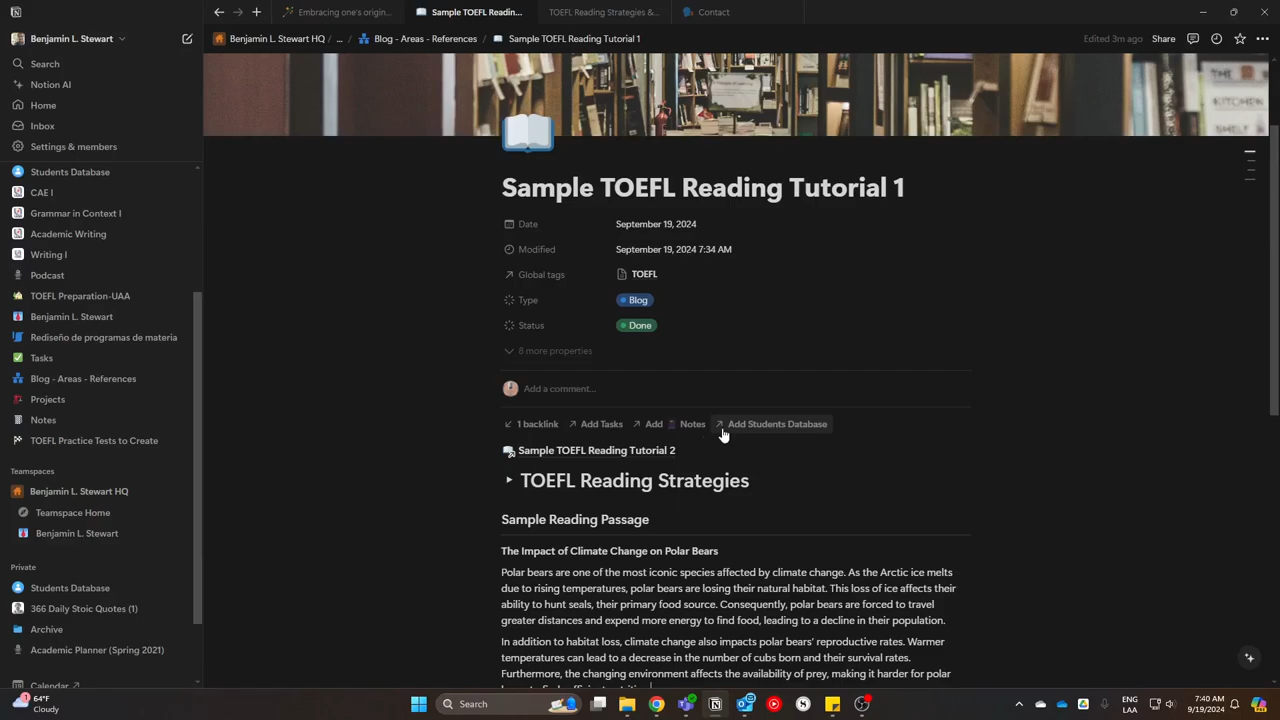 Embracing one's origin...
Sample TOEFL Readin...
TOEFL Reading Strategies &...
Contact
Benjamin L. Stewart
Benjamin L. Stewart HQ / ... / Blog - Areas - References / Sample TOEFL Reading Tutorial 1
Edited 3m ago
Share
Search
Notion AI
Home
Inbox
Settings & members
Students Database
CAE I
Grammar in Context I
Academic Writing
Writing I
Podcast
TOEFL Preparation-UAA
Benjamin L. Stewart
Rediseño de programas de materia
Tasks
Blog - Areas - References
Projects
Notes
TOEFL Practice Tests to Create
Teamspaces
Benjamin L. Stewart HQ
Teamspace Home
Benjamin L. Stewart
Private
Students Database
366 Daily Stoic Quotes (1)
Archive
Academic Planner (Spring 2021)
Calendar
Sample TOEFL Reading Tutorial 1
Date September 19, 2024
Modified September 19, 2024 7:34 AM
Global tags TOEFL
Type Blog
Status Done
8 more properties
Add a comment...
1 backlink Add Tasks Add Notes Add Students Database
Sample TOEFL Reading Tutorial 2
TOEFL Reading Strategies
Sample Reading Passage
The Impact of Climate Change on Polar Bears
Polar bears are one of the most iconic species affected by climate change. As the Arctic ice melts
due to rising temperatures, polar bears are losing their natural habitat. This loss of ice affects their
ability to hunt seals, their primary food source. Consequently, polar bears are forced to travel
greater distances and expend more energy to find food, leading to a decline in their population.
In addition to habitat loss, climate change also impacts polar bears' reproductive rates. Warmer
temperatures can lead to a decrease in the number of cubs born and their survival rates.
Furthermore, the changing environment affects the availability of prey, making it harder for polar
64°F
Cloudy
Search
ENG
LAA
7:40 AM
9/19/2024